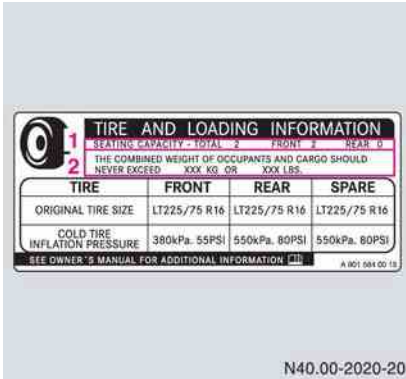 TIRE AND LOADING INFORMATION
1 SEATING CAPACITY - TOTAL 2 FRONT 2 REAR 0
2 THE COMBINED WEIGHT OF OCCUPANTS AND CARGO SHOULD
NEVER EXCEED XXX KG OR XXX LBS.
TIRE FRONT REAR SPARE
ORIGINAL TIRE SIZE LT225/75 R16 LT225/75 R16 LT225/75 R16
COLD TIRE
INFLATION PRESSURE 380kPa. 55PSI 550kPa. 80PSI 550kPa. 80PSI
SEE OWNER'S MANUAL FOR ADDITIONAL INFORMATION
N40.00-2020-20